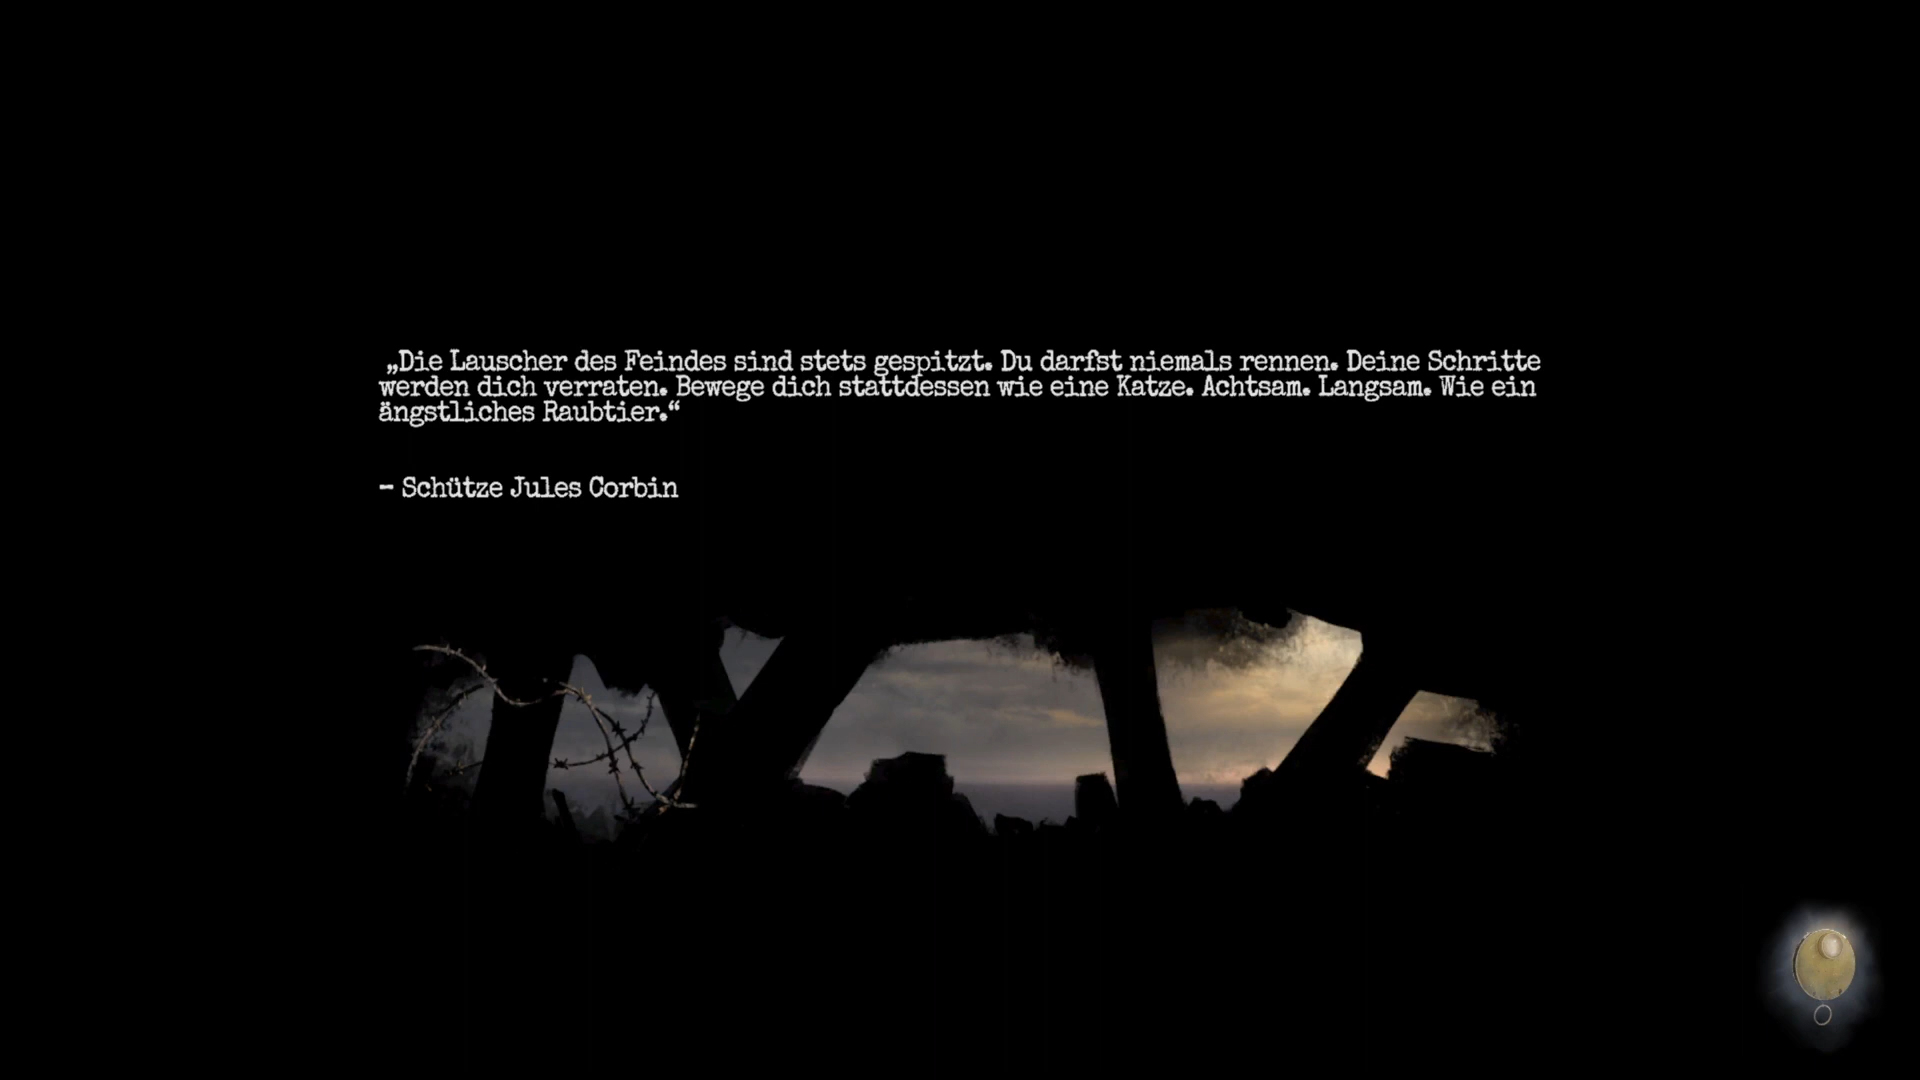 „Die Lauscher des Feindes sind stets gespitzt. Du darfst niemals rennen. Deine Schritte
werden dich verraten. Bewege dich stattdessen wie eine Katze. Achtsam. Langsam. Wie ein
ängstliches Raubtier.“
- Schütze Jules Corbin